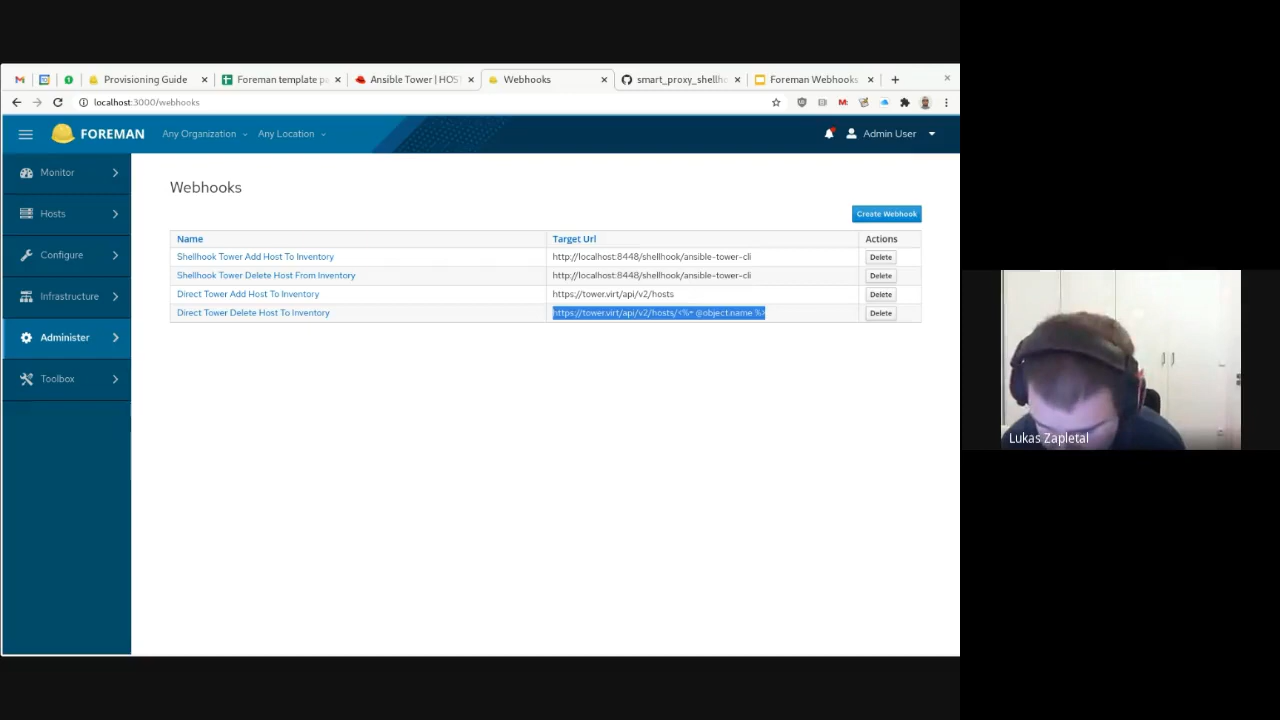 Provisioning Guide
Foreman template pa
Ansible Tower | HOS
Webhooks
smart_proxy_shellh
Foreman Webhooks
localhost:3000/webhooks
FOREMAN
Any Organization
Any Location
Admin User
Monitor
Hosts
Configure
Infrastructure
Administer
Toolbox
Webhooks
Create Webhook
Name Target Url Actions
Shellhook Tower Add Host To Inventory http://localhost:8448/shellhook/ansible-tower-cli Delete
Shellhook Tower Delete Host From Inventory http://localhost:8448/shellhook/ansible-tower-cli Delete
Direct Tower Add Host To Inventory https://tower.virt/api/v2/hosts Delete
Direct Tower Delete Host To Inventory https://tower.virt/api/v2/hosts/<%= @object.name %> Delete
Lukas Zapletal